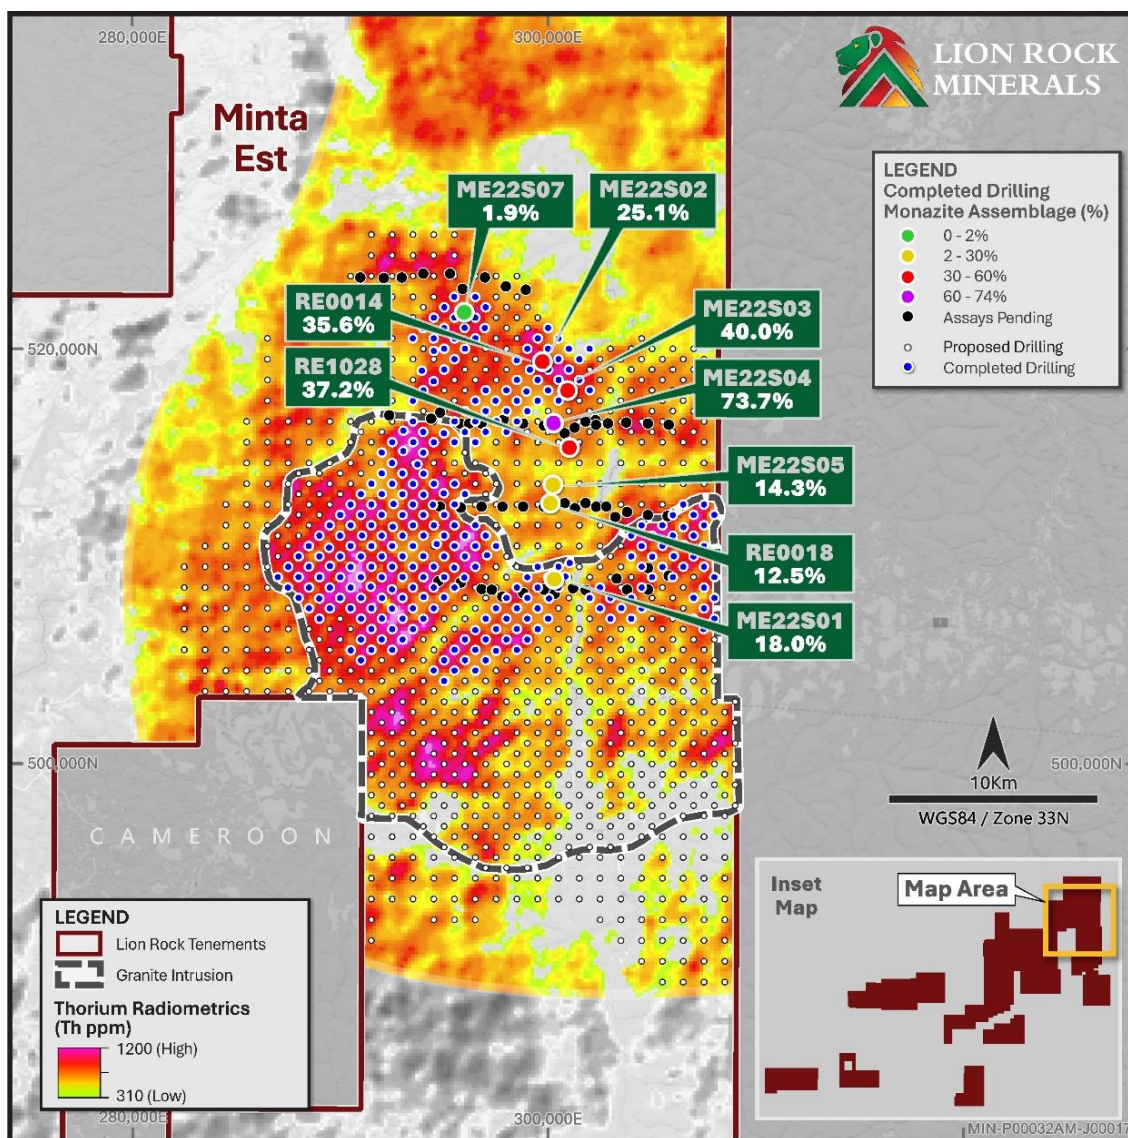 280,000E
300,000E
LION ROCK
MINERALS
Minta
Est
LEGEND
Completed Drilling
Monazite Assemblage (%)
0 - 2%
2 - 30%
30 - 60%
60 - 74%
Assays Pending
Proposed Drilling
Completed Drilling
ME22S07
1.9%
ME22S02
25.1%
RE0014
35.6%
ME22S03
40.0%
520,000N
RE1028
37.2%
ME22S04
73.7%
ME22S05
14.3%
RE0018
12.5%
ME22S01
18.0%
500,000N
500,000N
10Km
WGS84 / Zone 33N
CAMEROON
Inset
Map
Map Area
LEGEND
Lion Rock Tenements
Granite Intrusion
Thorium Radiometrics
(Th ppm)
1200 (High)
310 (Low)
280,000E
300,000E
MIN-P00032AM-J00017